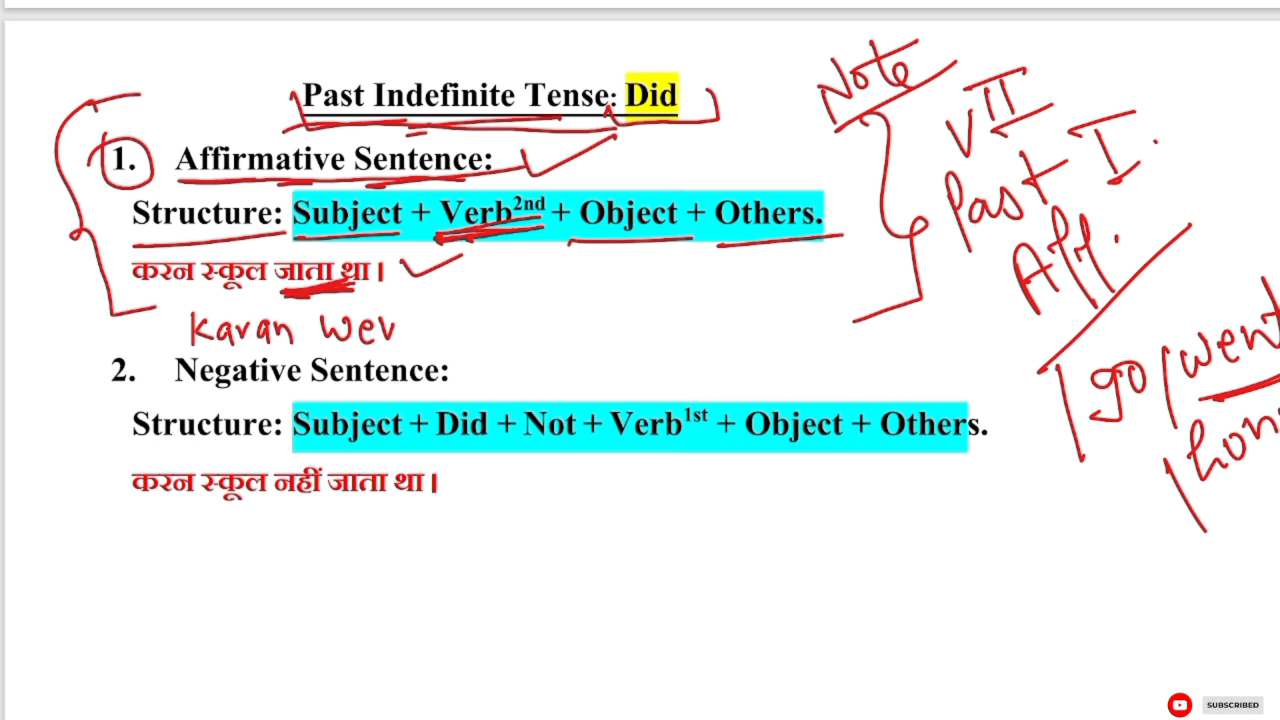 Past Indefinite Tense: Did
1. Affirmative Sentence:
Structure: Subject + Verb2nd + Object + Others.
करन स्कूल जाता था।
Karan Wev
2. Negative Sentence:
Structure: Subject + Did + Not + Verb1st + Object + Others.
करन स्कूल नहीं जाता था।
Note
VII
Past I.
Aff.
go/went
SUBSCRIBED